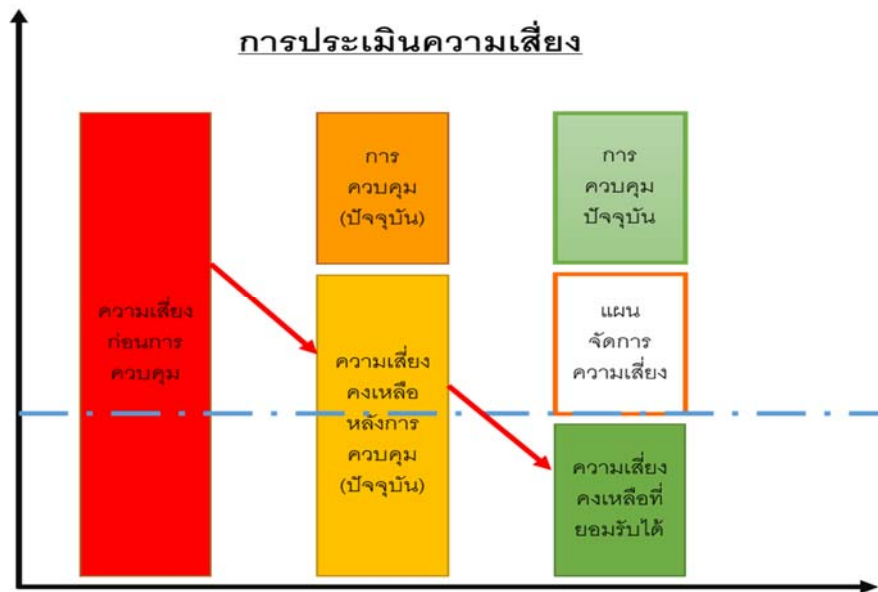 การประเมินความเสี่ยง
ความเสี่ยง
ก่อนการ
ควบคุม
การ
ควบคุม
(ปัจจุบัน)
ความเสี่ยง
คงเหลือ
หลังการ
ควบคุม
(ปัจจุบัน)
การ
ควบคุม
ปัจจุบัน
แผน
จัดการ
ความเสี่ยง
ความเสี่ยง
คงเหลือที่
ยอมรับได้